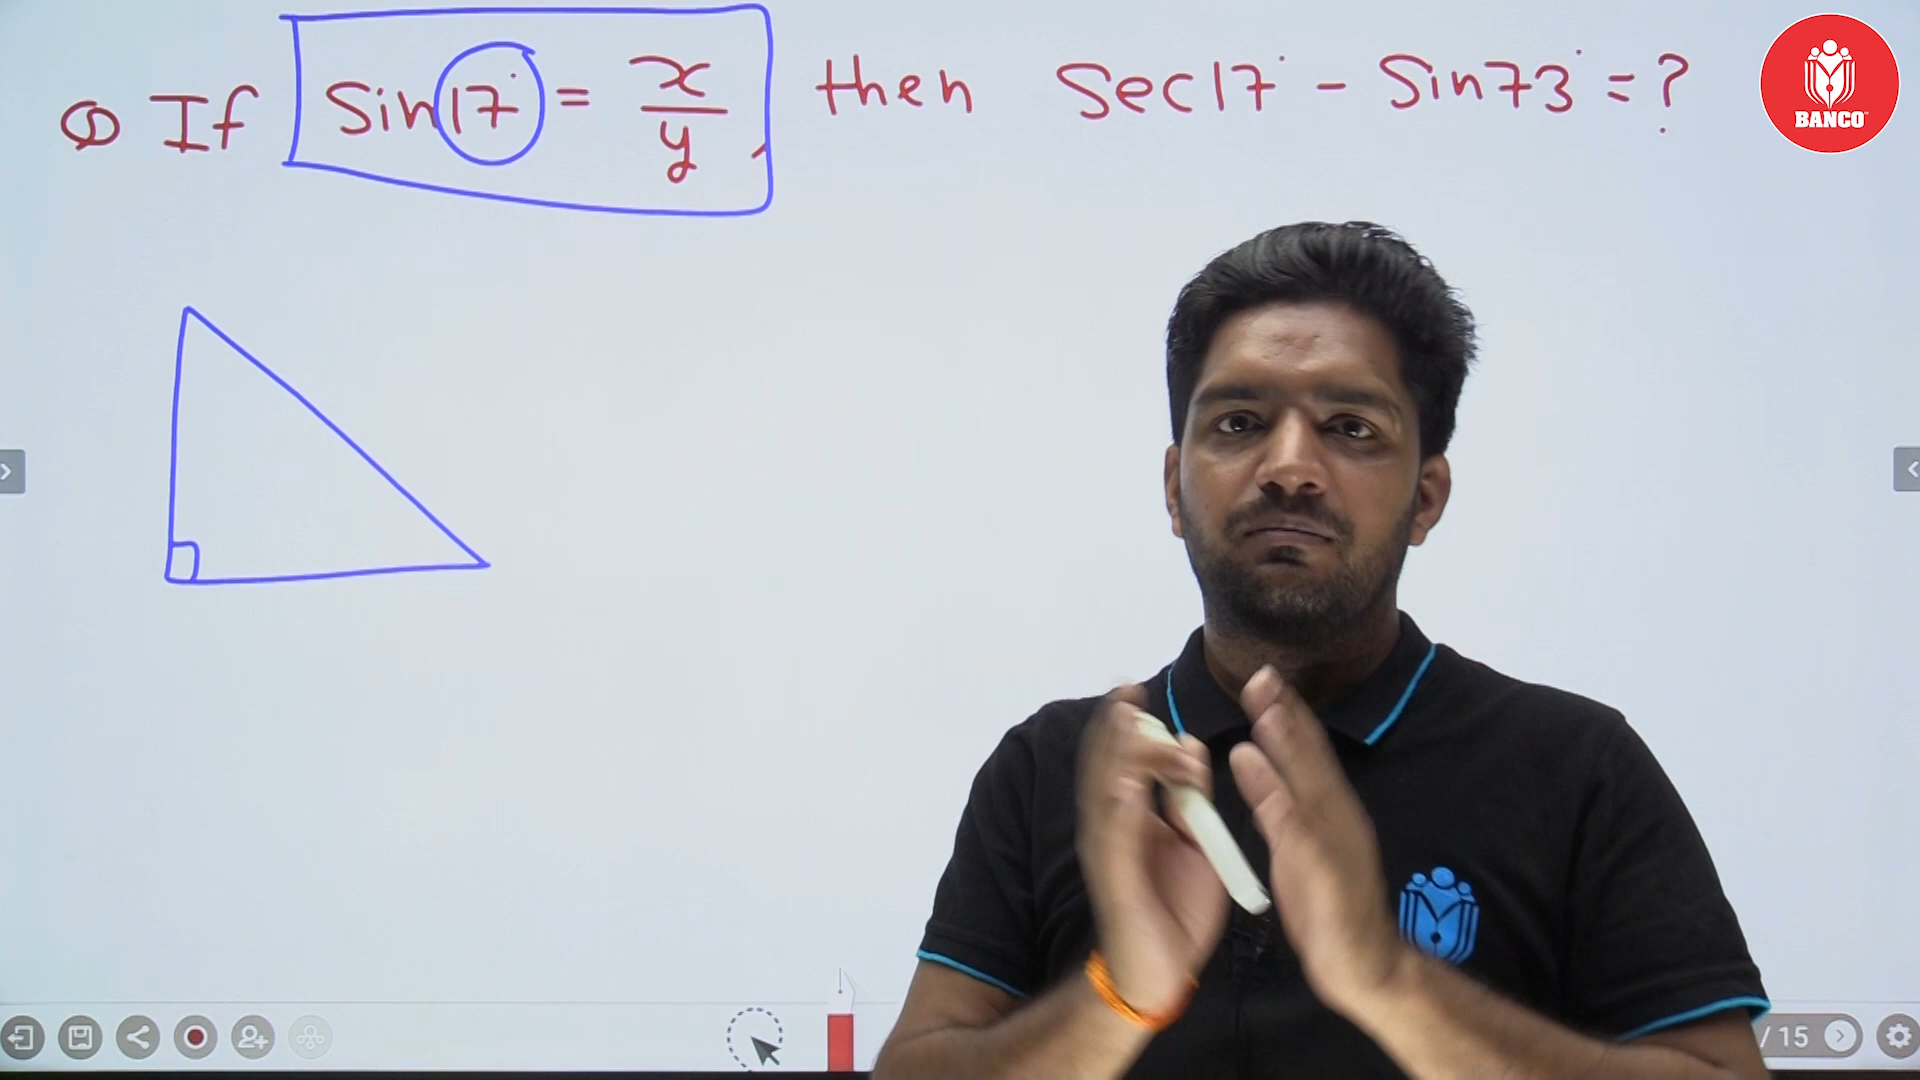 Q If Sin17° = x/y, then Sec17° - Sin73° = ?
BANCO
/ 15